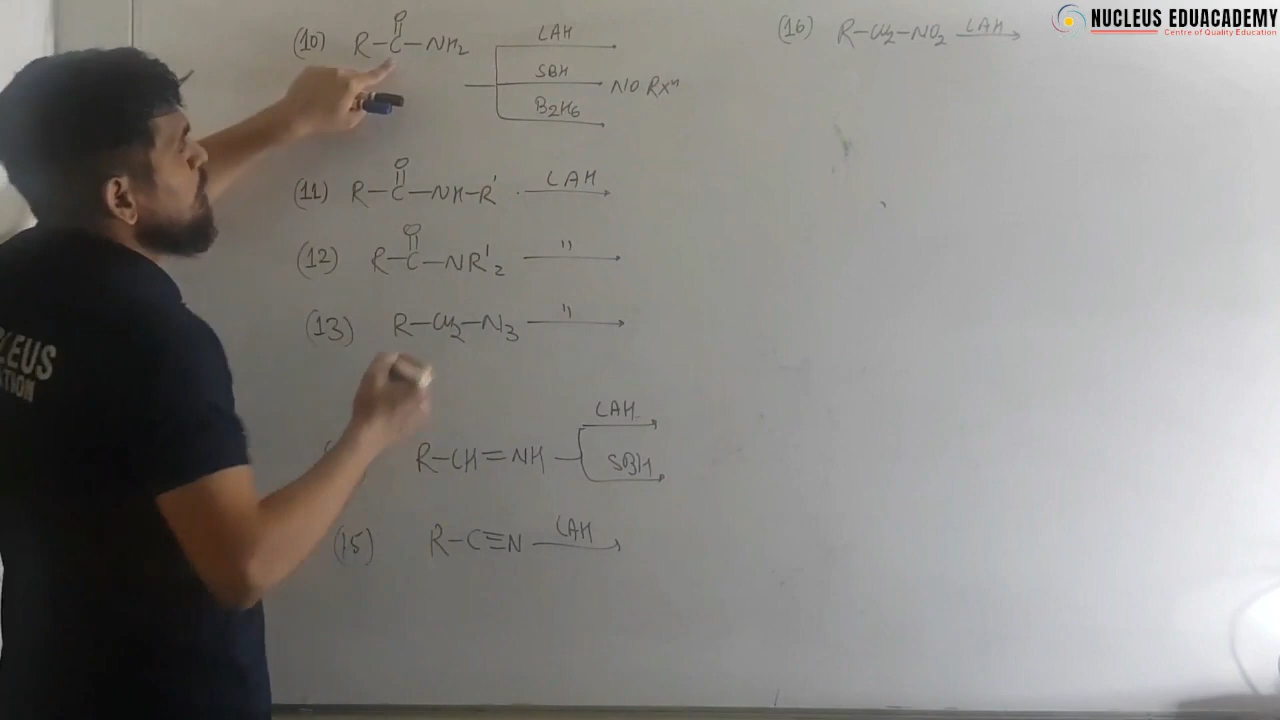 NUCLEUS EDUACADEMY
Centre of Quality Education
(10) R-C-NH₂
O
LAH
SBH NO Rxⁿ
B₂H₆
(11) R-C-NH-R' LAH
O
(12) R-C-NR'₂ "
O
(13) R-CH₂-N₃ "
R-CH=NH LAH
SBH
(15) R-C≡N LAH
(16) R-CH₂-NO₂ LAH